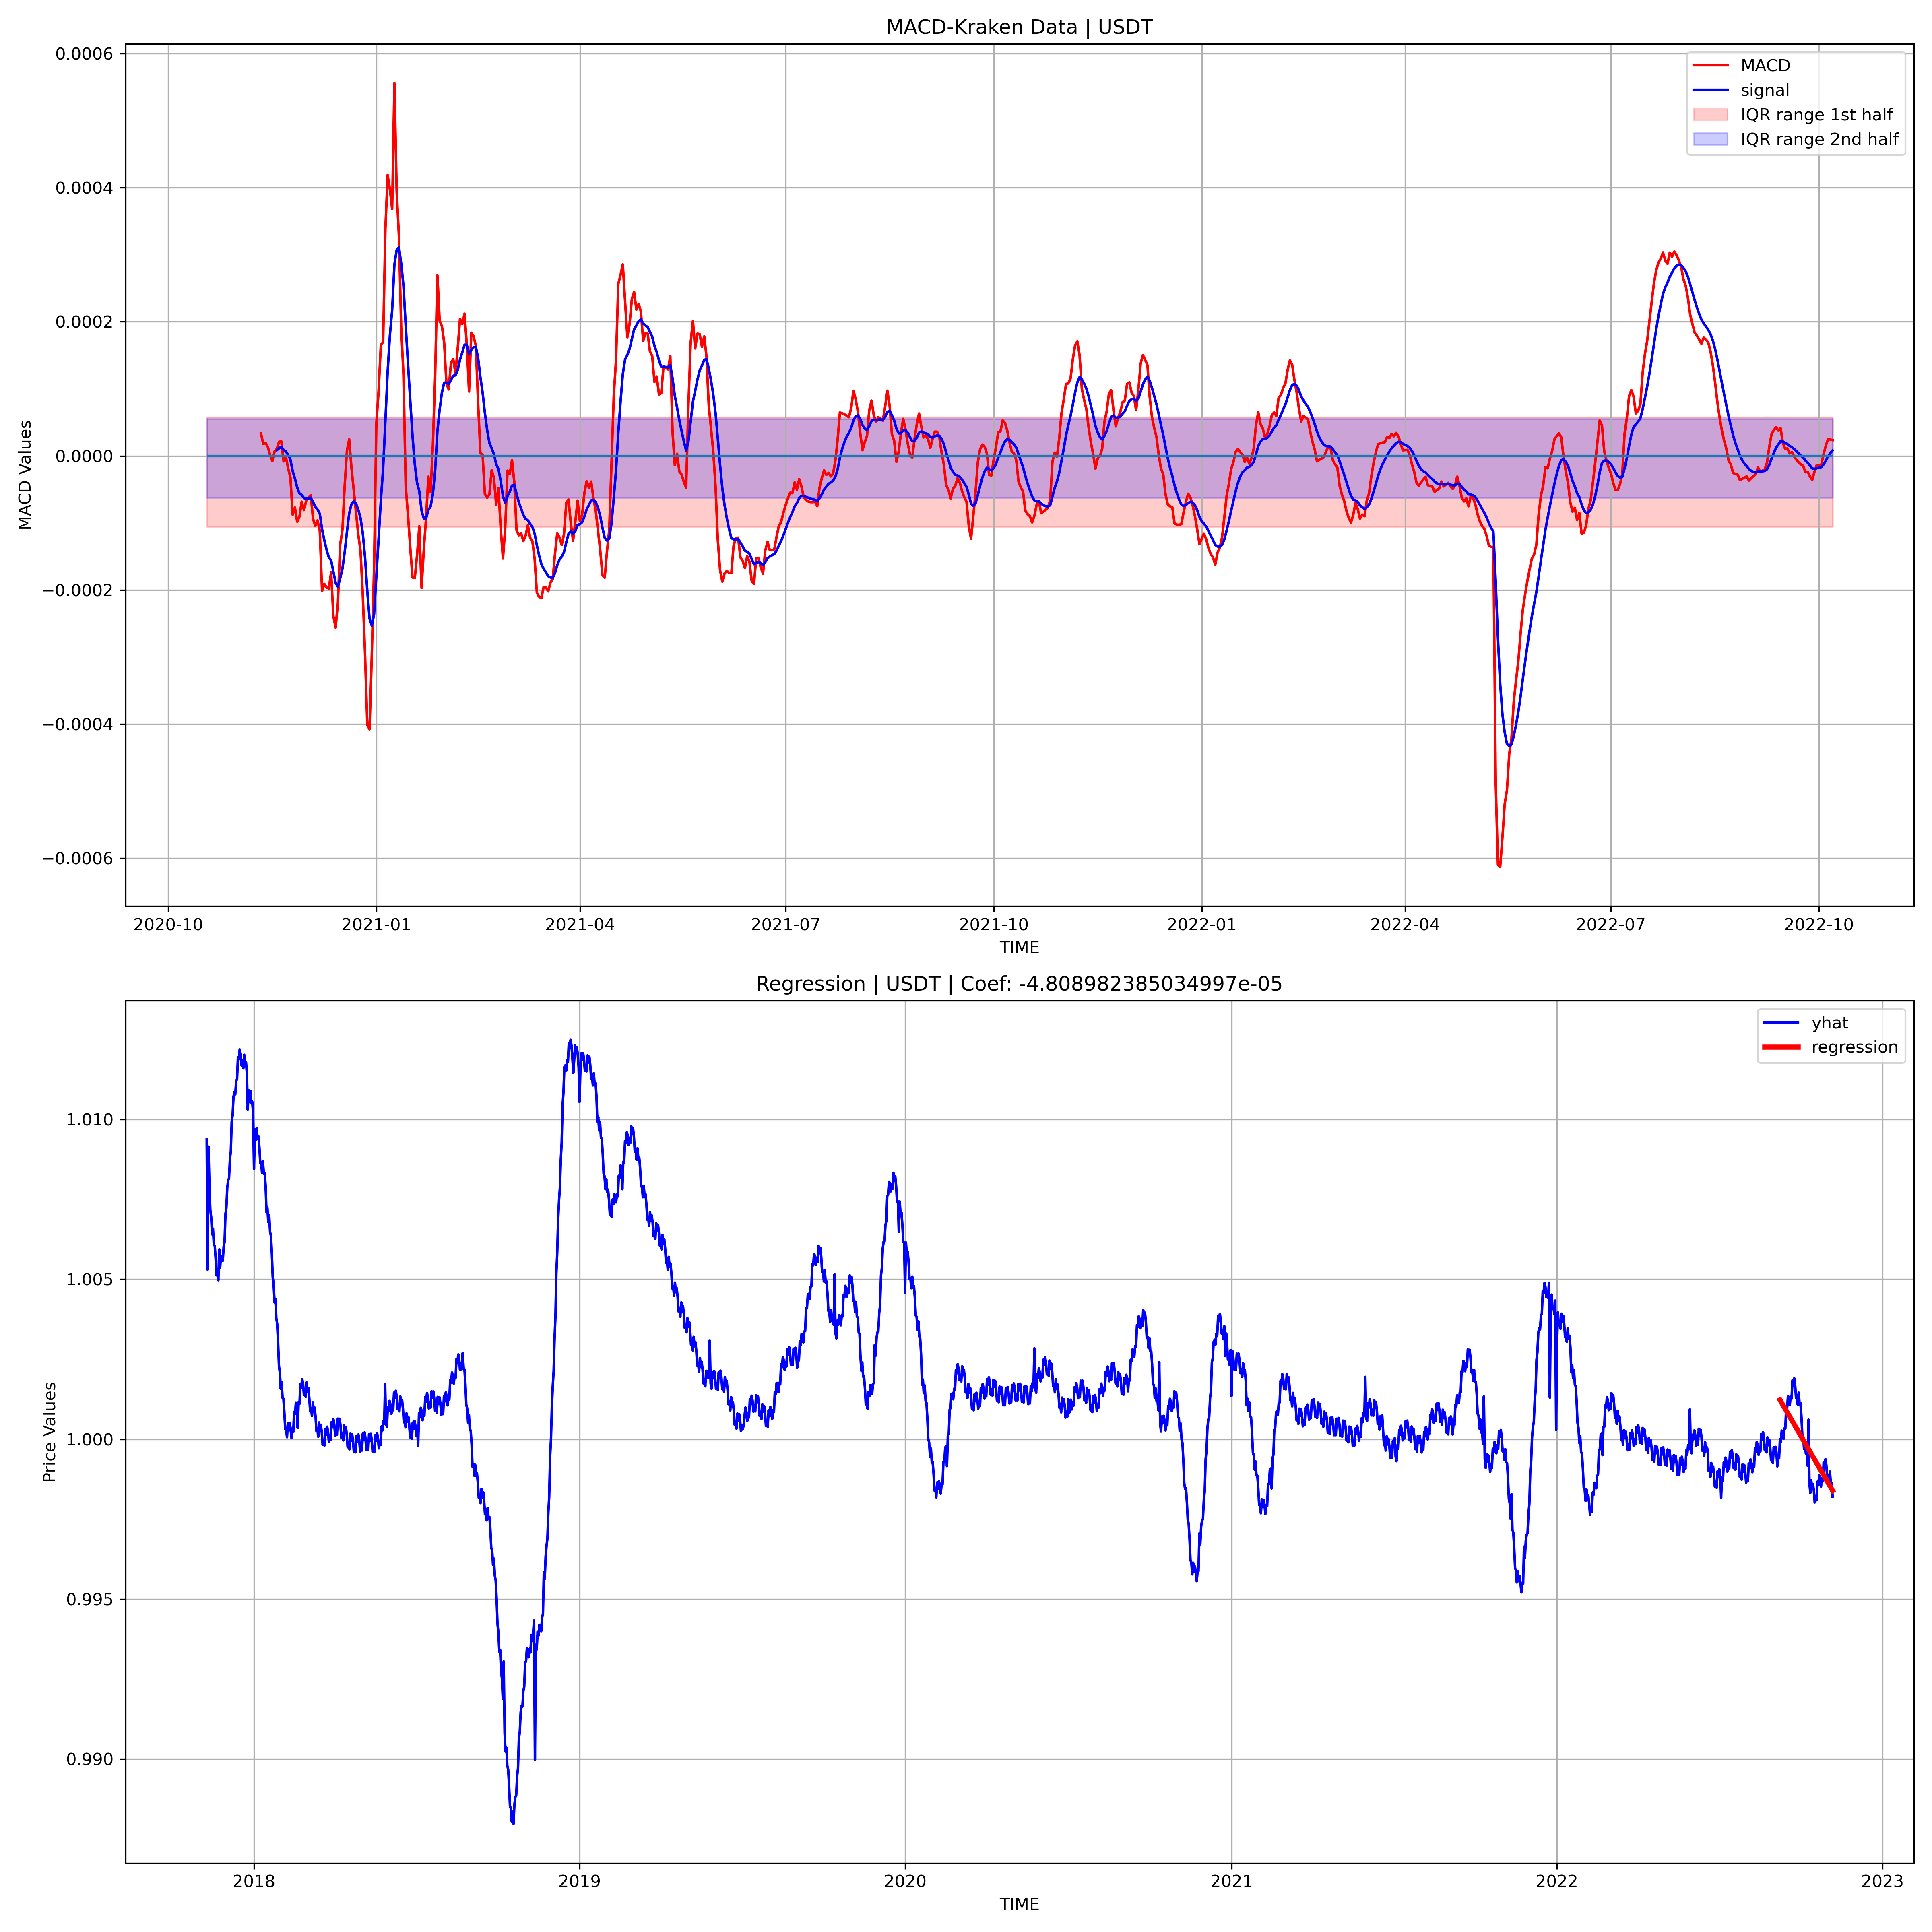 MACD-Kraken Data | USDT
MACD
signal
IQR range 1st half
IQR range 2nd half
MACD Values
0.0006
0.0004
0.0002
0.0000
−0.0002
−0.0004
−0.0006
2020-10 2021-01 2021-04 2021-07 2021-10 2022-01 2022-04 2022-07 2022-10
TIME
Regression | USDT | Coef: -4.808982385034997e-05
yhat
regression
Price Values
1.010
1.005
1.000
0.995
0.990
2018 2019 2020 2021 2022 2023
TIME